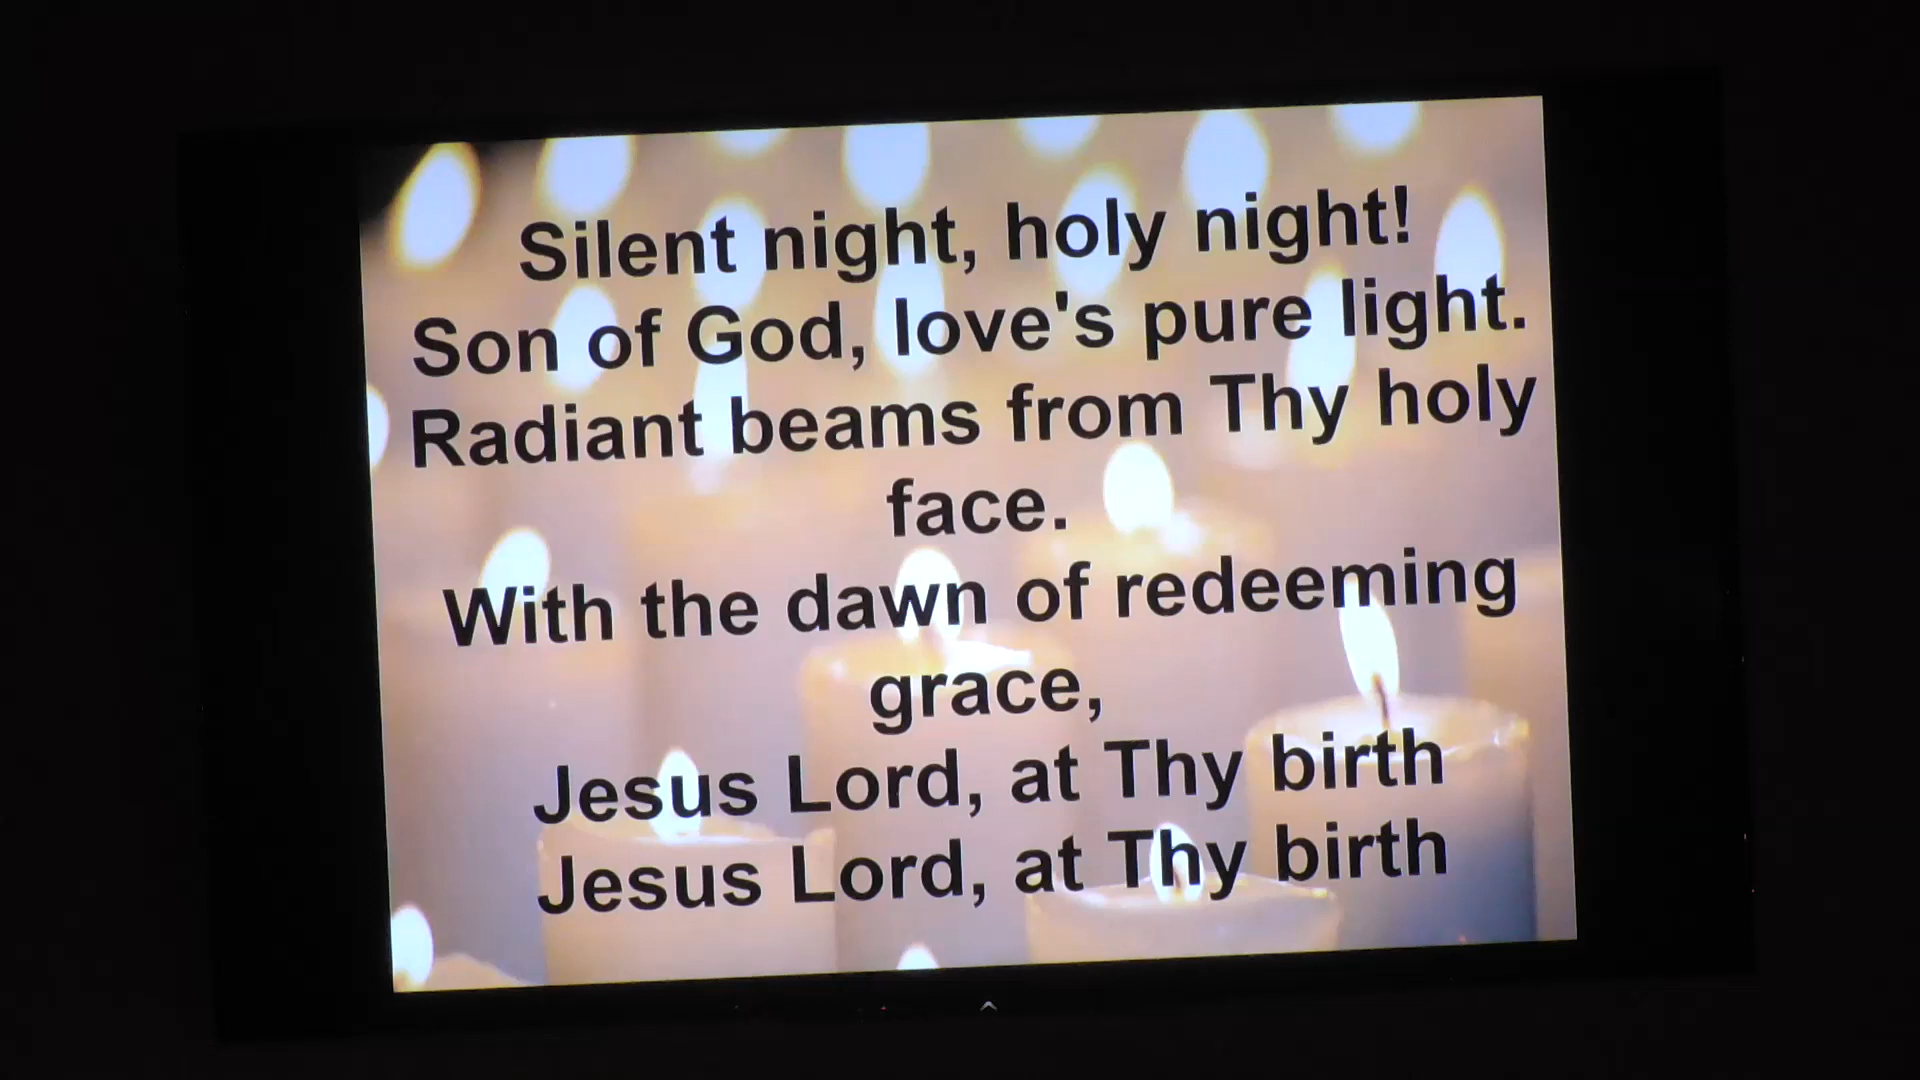 Silent night, holy night!
Son of God, love's pure light.
Radiant beams from Thy holy
face.
With the dawn of redeeming
grace,
Jesus Lord, at Thy birth
Jesus Lord, at Thy birth